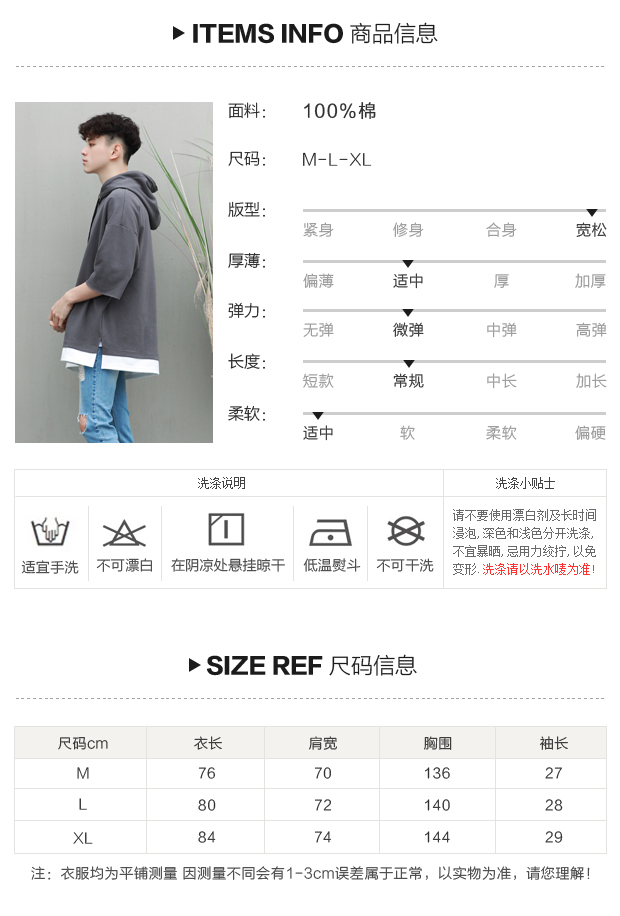 ITEMS INFO 商品信息
面料: 100%棉
尺码: M-L-XL
版型: 紧身 修身 合身 宽松
厚薄: 偏薄 适中 厚 加厚
弹力: 无弹 微弹 中弹 高弹
长度: 短款 常规 中长 加长
柔软: 适中 软 柔软 偏硬
洗涤说明
适宜手洗 不可漂白 在阴凉处悬挂晾干 低温熨斗 不可干洗
洗涤小贴士
请不要使用漂白剂及长时间
浸泡, 深色和浅色分开洗涤,
不宜暴晒, 忌用力绞拧, 以免
变形. 洗涤请以洗水唛为准!
SIZE REF 尺码信息
尺码cm 衣长 肩宽 胸围 袖长
M 76 70 136 27
L 80 72 140 28
XL 84 74 144 29
注: 衣服均为平铺测量 因测量不同会有1-3cm误差属于正常，以实物为准，请您理解!